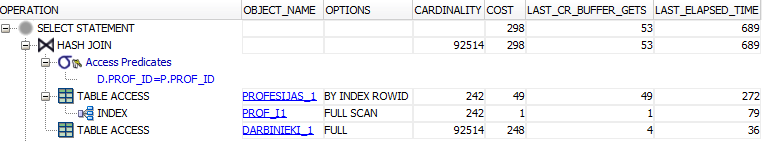 OPERATION OBJECT_NAME OPTIONS CARDINALITY COST LAST_CR_BUFFER_GETS LAST_ELAPSED_TIME
SELECT STATEMENT 298 53 689
HASH JOIN 92514 298 53 689
Access Predicates
D.PROF_ID=P.PROF_ID
TABLE ACCESS PROFESIJAS_1 BY INDEX ROWID 242 49 49 272
INDEX PROF_I1 FULL SCAN 242 1 1 79
TABLE ACCESS DARBINIEKI_1 FULL 92514 248 4 36